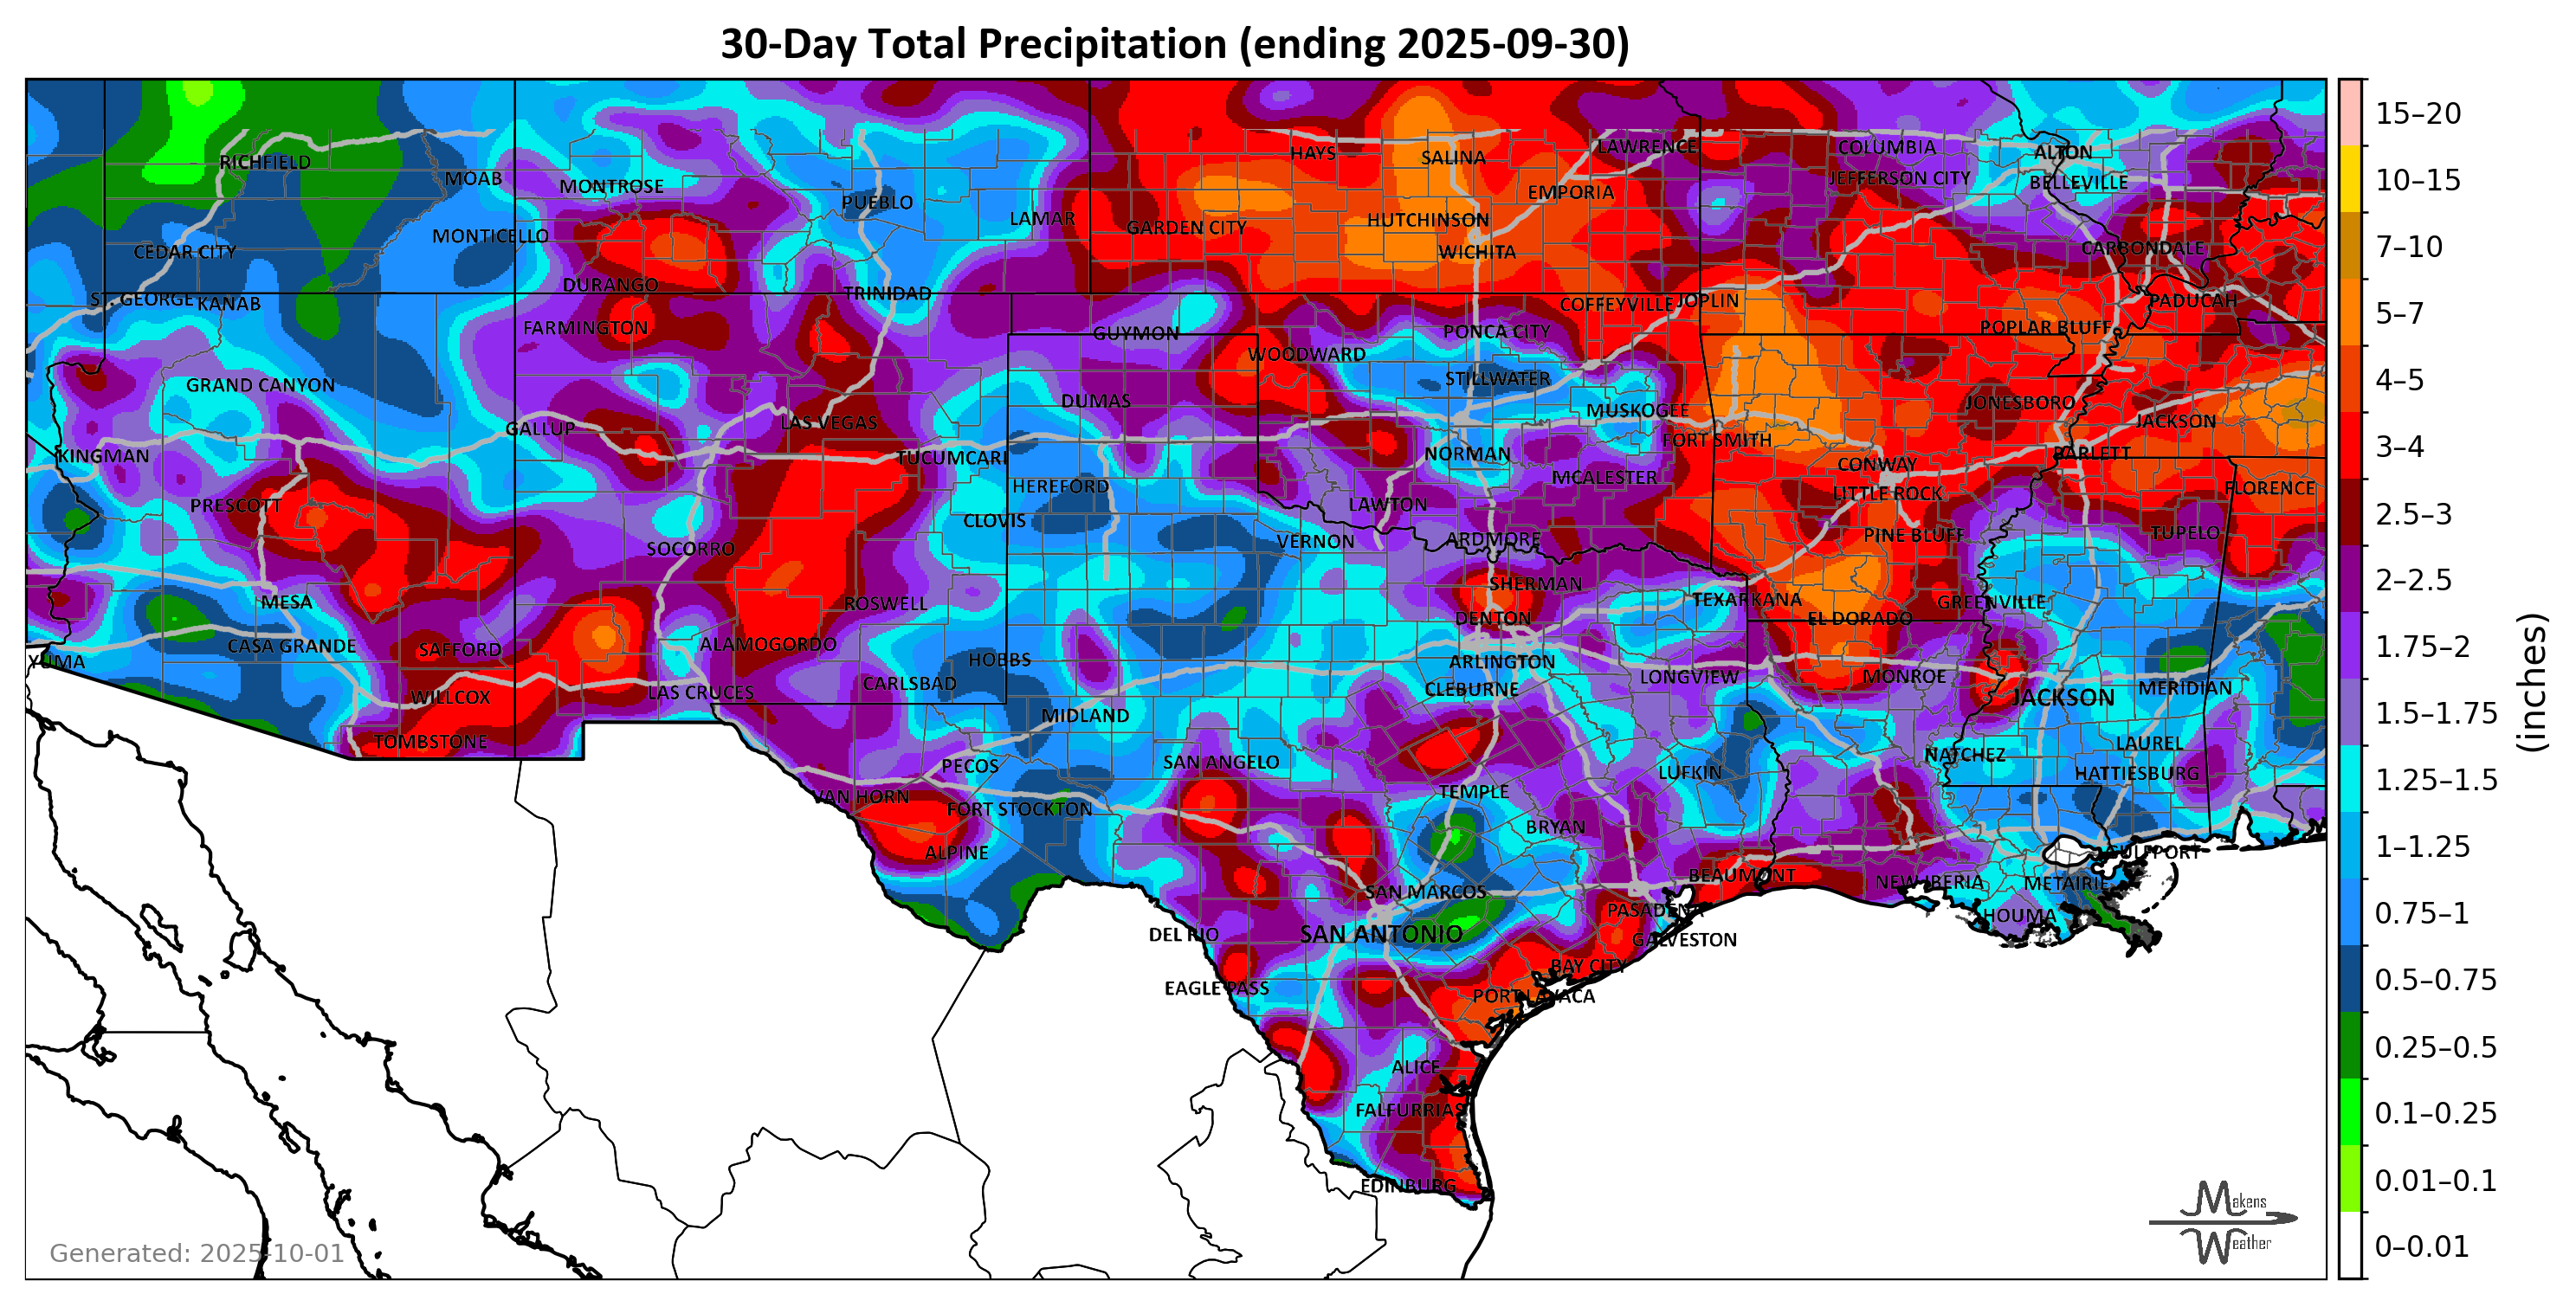 30-Day Total Precipitation (ending 2025-09-30)
RICHFIELD
MOAB
MONTROSE
PUEBLO
LAMAR
HAYS
SALINA
LAWRENCE
COLUMBIA
ALTON
JEFFERSON CITY
BELLEVILLE
EMPORIA
GARDEN CITY
HUTCHINSON
WICHITA
CEDAR CITY
MONTICELLO
CARBONDALE
DURANGO
TRINIDAD
ST. GEORGE
KANAB
COFFEYVILLE
JOPLIN
PADUCAH
FARMINGTON
GUYMON
PONCA CITY
POPLAR BLUFF
WOODWARD
GRAND CANYON
STILLWATER
DUMAS
MUSKOGEE
JONESBORO
JACKSON
GALLUP
LAS VEGAS
FORT SMITH
KINGMAN
TUCUMCARI
NORMAN
BARLETT
CONWAY
PRESCOTT
HEREFORD
MCALESTER
LITTLE ROCK
FLORENCE
LAWTON
CLOVIS
VERNON
ARDMORE
PINE BLUFF
TUPELO
SOCORRO
SHERMAN
MESA
ROSWELL
DENTON
TEXARKANA
EL DORADO
GREENVILLE
CASA GRANDE
SAFFORD
ALAMOGORDO
HOBBS
ARLINGTON
YUMA
CARLSBAD
CLEBURNE
LONGVIEW
MONROE
JACKSON
MERIDIAN
WILLCOX
LAS CRUCES
MIDLAND
TOMBSTONE
PECOS
SAN ANGELO
LUFKIN
NATCHEZ
LAUREL
HATTIESBURG
VAN HORN
FORT STOCKTON
TEMPLE
BRYAN
ALPINE
GULFPORT
SAN MARCOS
BEAUMONT
NEW IBERIA
METAIRIE
PASADENA
HOUMA
DEL RIO
SAN ANTONIO
GALVESTON
BAY CITY
EAGLE PASS
PORT LAVACA
ALICE
FALFURRIAS
EDINBURG
15–20
10–15
7–10
5–7
4–5
3–4
2.5–3
2–2.5
1.75–2
1.5–1.75
1.25–1.5
1–1.25
0.75–1
0.5–0.75
0.25–0.5
0.1–0.25
0.01–0.1
0–0.01
(inches)
Generated: 2025-10-01
Makens
Weather